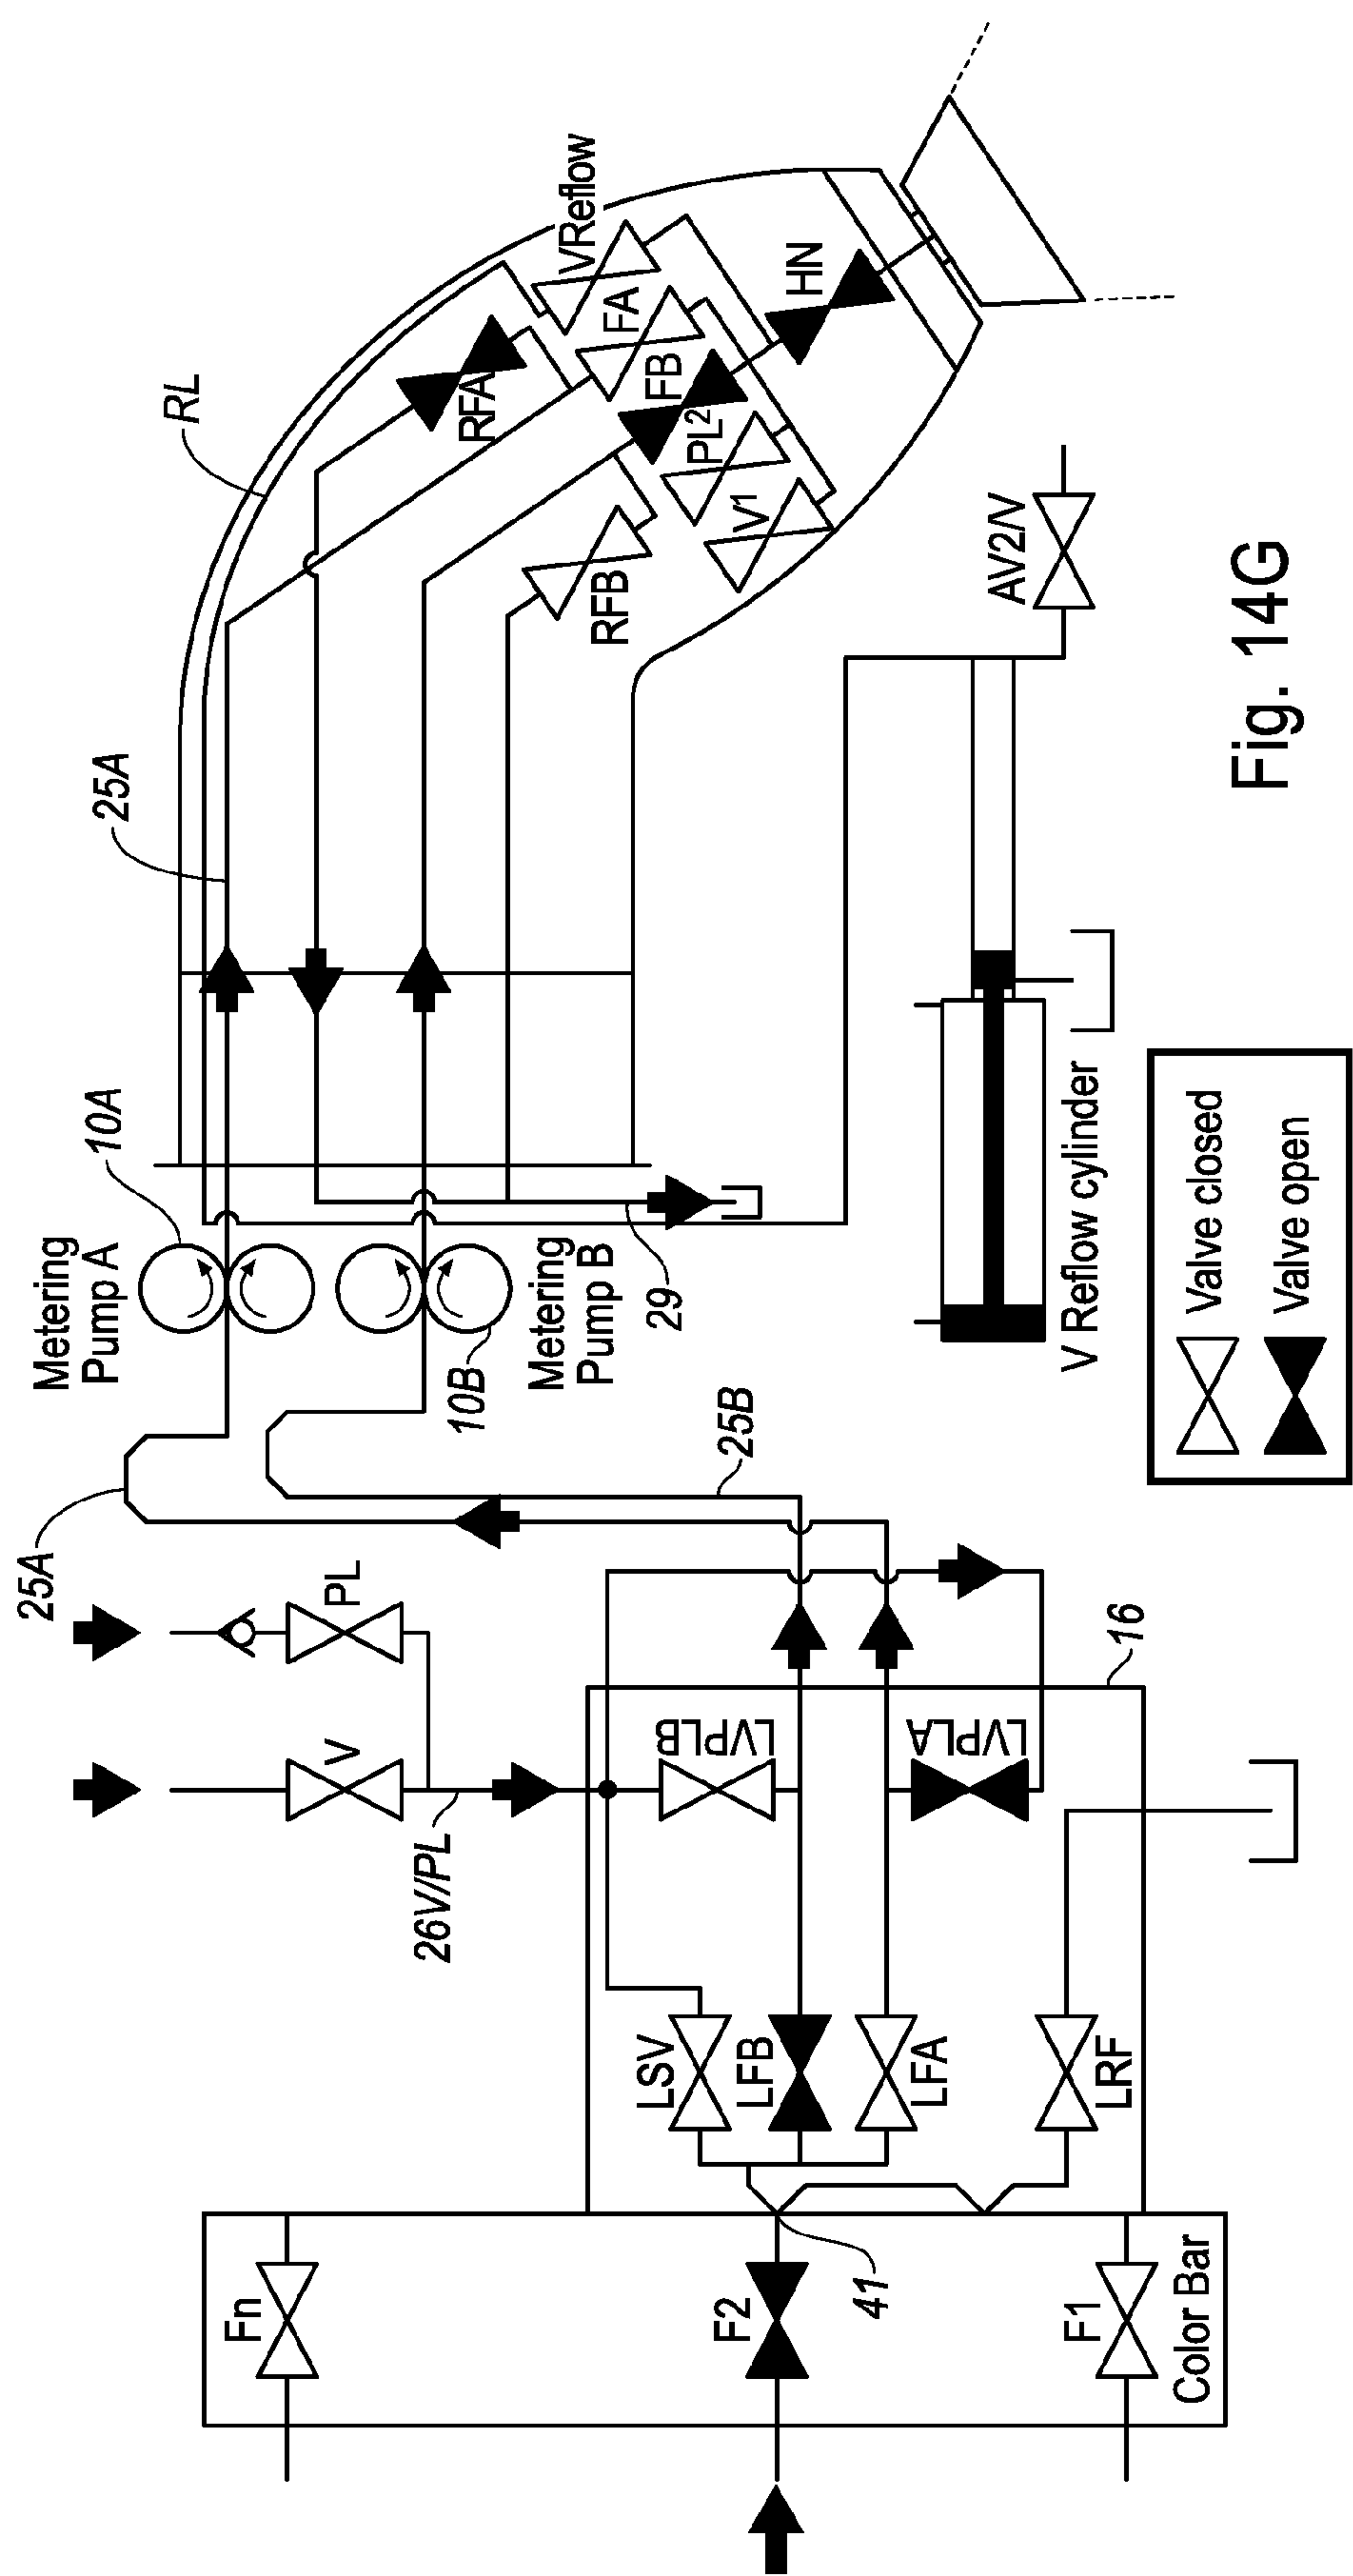 Fig. 14G
RL
25A
VReflow
RFA
FA
FB
HN
PL2
V1
RFB
AV2/V
10A
Metering
Pump A
Metering
Pump B
10B
29
25B
25A
V Reflow cylinder
Valve closed
Valve open
PL
V
26V/PL
LVPLB
LVPLA
16
LSV
LFB
LFA
LRF
41
Fn
F2
F1
Color Bar